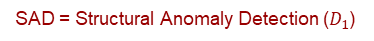 SAD = Structural Anomaly Detection (𝐷₁)